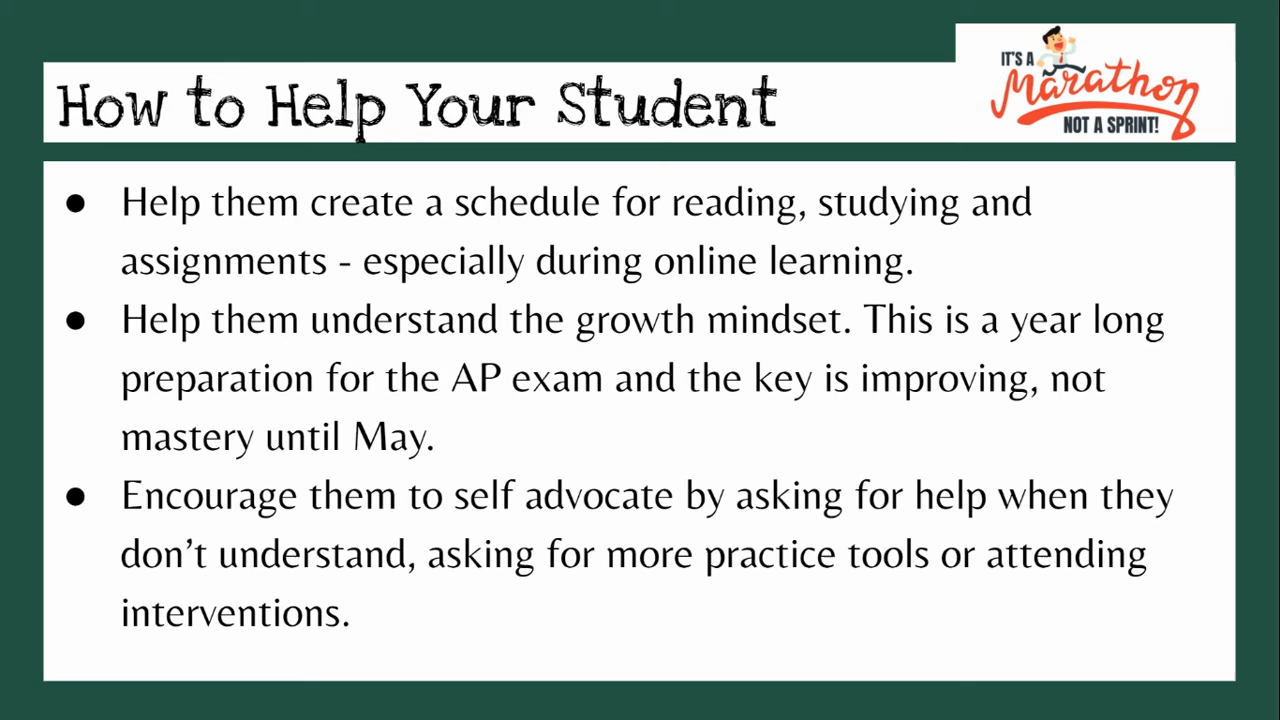 IT'S A
Marathon
NOT A SPRINT!
How to Help Your Student
● Help them create a schedule for reading, studying and
assignments - especially during online learning.
● Help them understand the growth mindset. This is a year long
preparation for the AP exam and the key is improving, not
mastery until May.
● Encourage them to self advocate by asking for help when they
don’t understand, asking for more practice tools or attending
interventions.